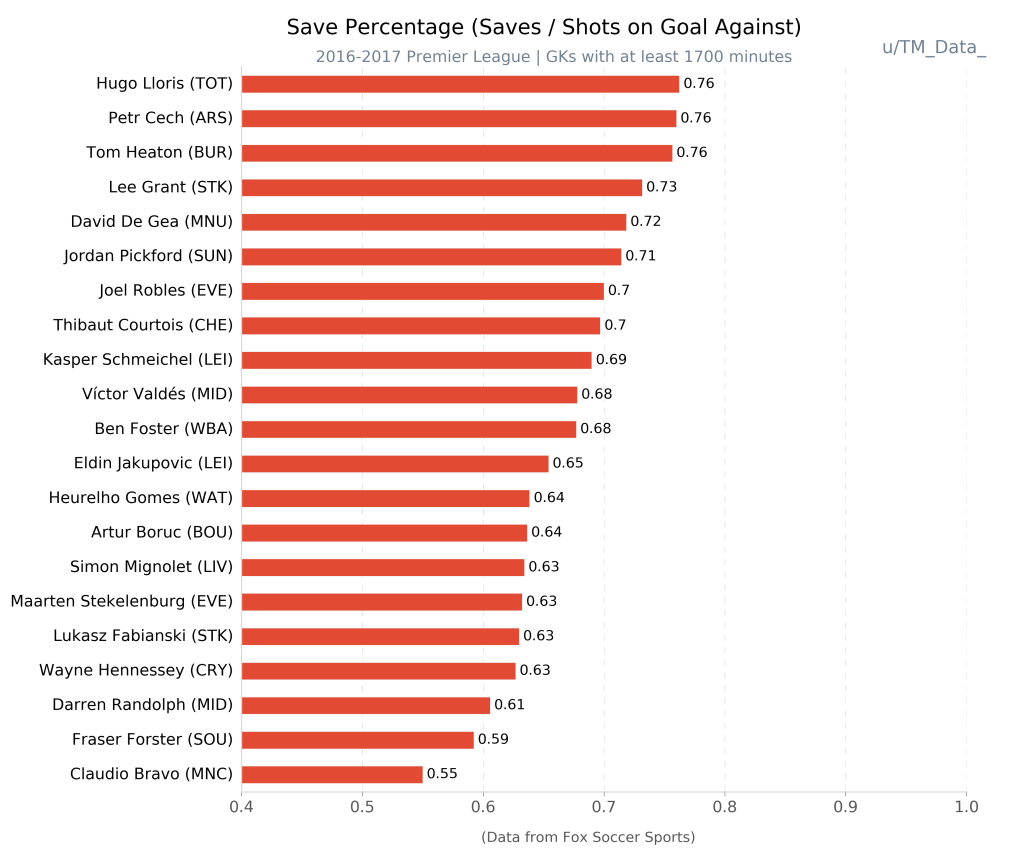 Save Percentage (Saves / Shots on Goal Against)
2016-2017 Premier League | GKs with at least 1700 minutes
u/TM_Data_
Hugo Lloris (TOT) 0.76
Petr Cech (ARS) 0.76
Tom Heaton (BUR) 0.76
Lee Grant (STK) 0.73
David De Gea (MNU) 0.72
Jordan Pickford (SUN) 0.71
Joel Robles (EVE) 0.7
Thibaut Courtois (CHE) 0.7
Kasper Schmeichel (LEI) 0.69
Víctor Valdés (MID) 0.68
Ben Foster (WBA) 0.68
Eldin Jakupovic (LEI) 0.65
Heurelho Gomes (WAT) 0.64
Artur Boruc (BOU) 0.64
Simon Mignolet (LIV) 0.63
Maarten Stekelenburg (EVE) 0.63
Lukasz Fabianski (STK) 0.63
Wayne Hennessey (CRY) 0.63
Darren Randolph (MID) 0.61
Fraser Forster (SOU) 0.59
Claudio Bravo (MNC) 0.55
0.4 0.5 0.6 0.7 0.8 0.9 1.0
(Data from Fox Soccer Sports)